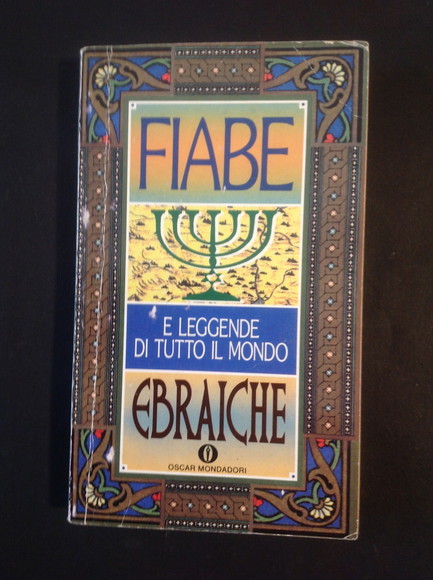 FIABE
E LEGGENDE
DI TUTTO IL MONDO
EBRAICHE
OSCAR MONDADORI